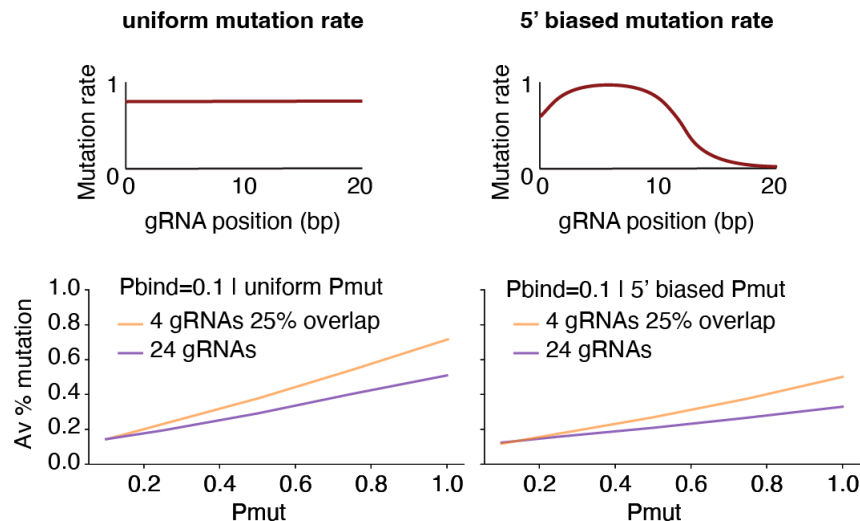 uniform mutation rate
5' biased mutation rate
Mutation rate
1
0
0
10
20
gRNA position (bp)
Mutation rate
1
0
0
10
20
gRNA position (bp)
Av % mutation
1.0
0.8
0.6
0.4
0.2
0.0
Pbind=0.1 | uniform Pmut
4 gRNAs 25% overlap
24 gRNAs
0.2
0.4
0.6
0.8
1.0
Pmut
Pbind=0.1 | 5' biased Pmut
4 gRNAs 25% overlap
24 gRNAs
0.2
0.4
0.6
0.8
1.0
Pmut